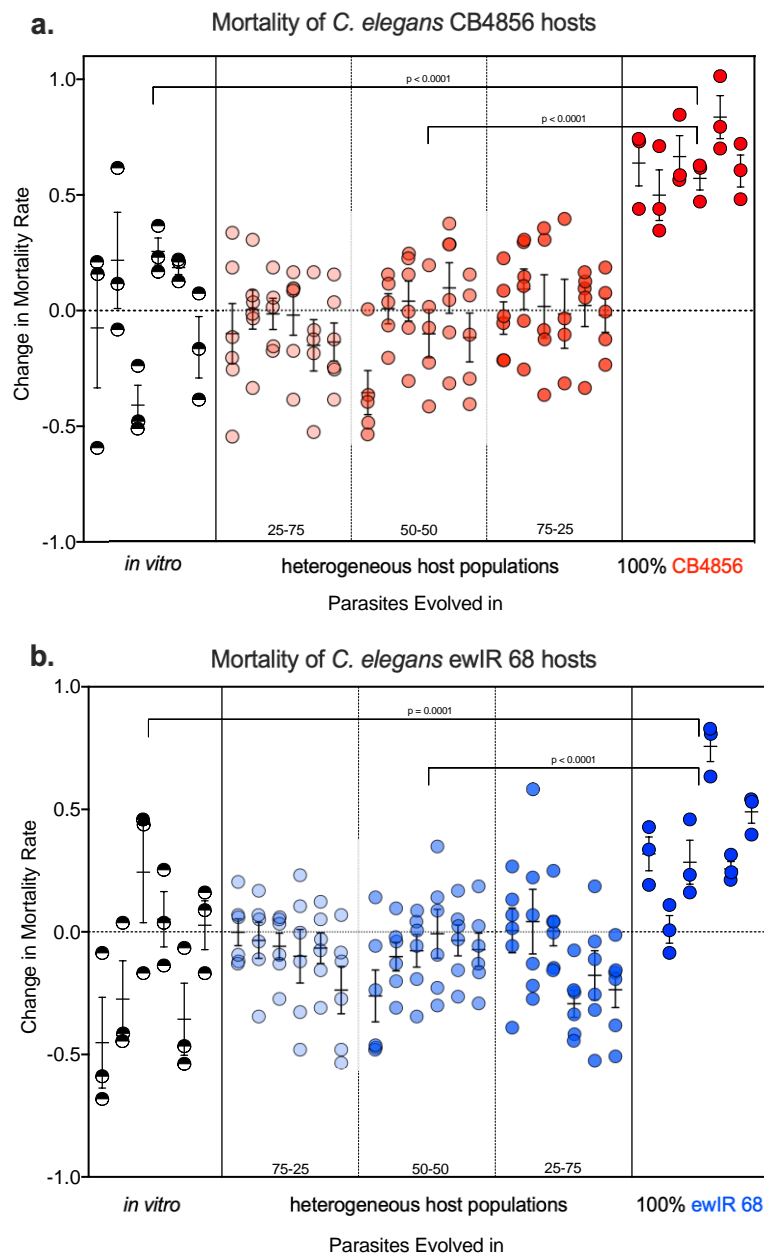 a.
Mortality of C. elegans CB4856 hosts
1.0
p < 0.0001
p < 0.0001
0.5
0.0
-0.5
-1.0
Change in Mortality Rate
25-75
50-50
75-25
in vitro
heterogeneous host populations
100% CB4856
Parasites Evolved in
b.
Mortality of C. elegans ewIR 68 hosts
1.0
p = 0.0001
p < 0.0001
0.5
0.0
-0.5
-1.0
Change in Mortality Rate
75-25
50-50
25-75
in vitro
heterogeneous host populations
100% ewIR 68
Parasites Evolved in